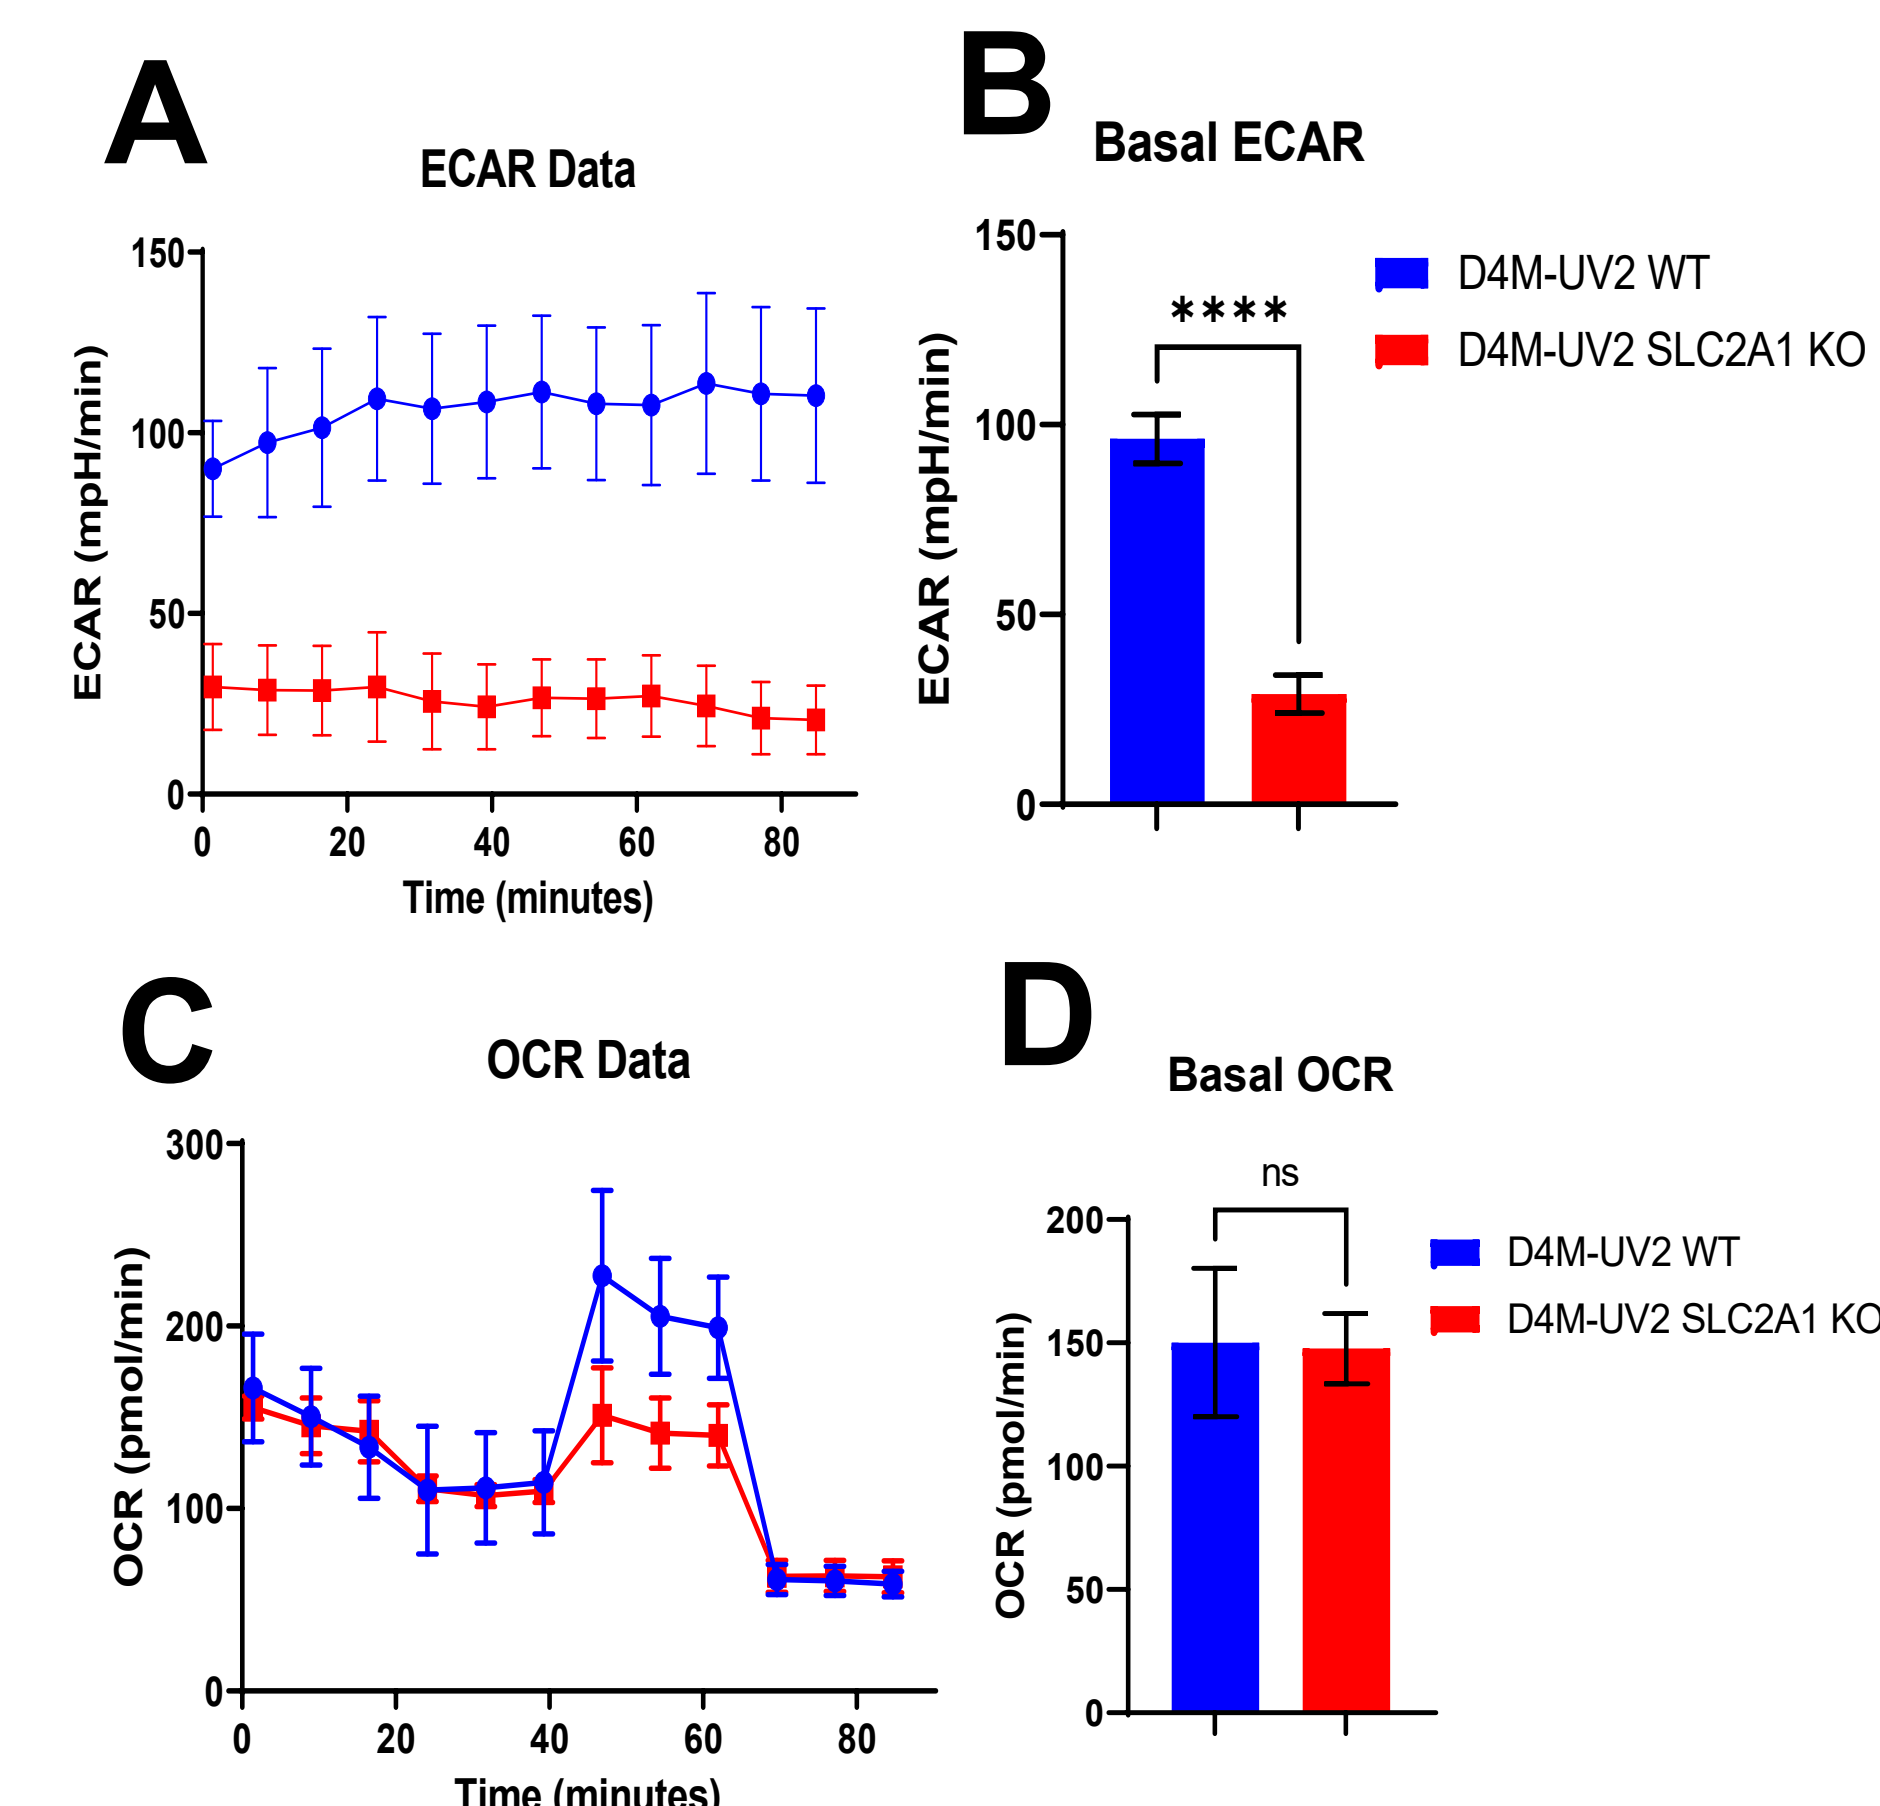 A
ECAR Data
150
100
50
0
ECAR (mpH/min)
0 20 40 60 80
Time (minutes)
B
Basal ECAR
150
100
50
0
ECAR (mpH/min)
****
D4M-UV2 WT
D4M-UV2 SLC2A1 KO
C
OCR Data
300
200
100
0
OCR (pmol/min)
0 20 40 60 80
Time (minutes)
D
Basal OCR
ns
200
150
100
50
0
OCR (pmol/min)
D4M-UV2 WT
D4M-UV2 SLC2A1 KO